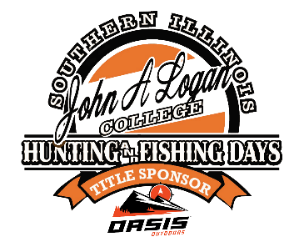 SOUTHERN ILLINOIS
John A Logan
COLLEGE
HUNTING AND FISHING DAYS
TITLE SPONSOR
OASIS
OUTDOORS